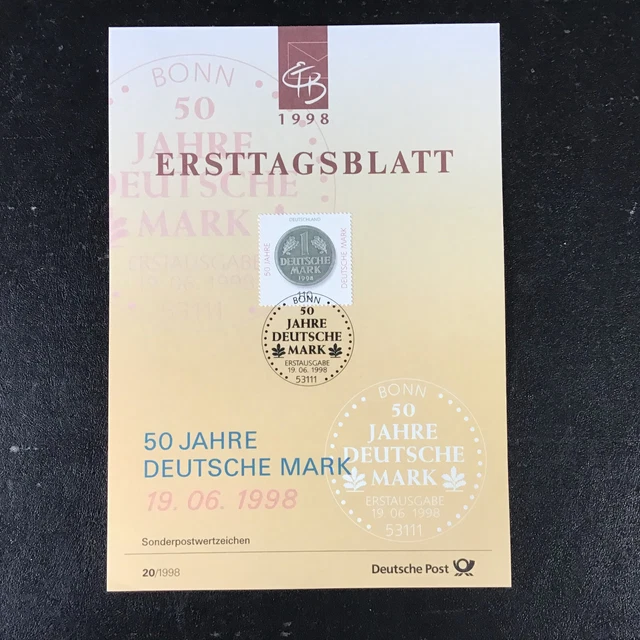 ETB
1998
ERSTTAGSBLATT
BONN
50
JAHRE
DEUTSCHE
MARK
ERSTAUSGABE
19. 06. 1998
53111
DEUTSCHLAND
50 JAHRE
1
DEUTSCHE
MARK
1998
DEUTSCHE MARK
110
BONN
50
JAHRE
DEUTSCHE
MARK
ERSTAUSGABE
19. 06. 1998
53111
BONN
50
JAHRE
DEUTSCHE
MARK
ERSTAUSGABE
19. 06. 1998
53111
50 JAHRE
DEUTSCHE MARK
19. 06. 1998
Sonderpostwertzeichen
20/1998
Deutsche Post